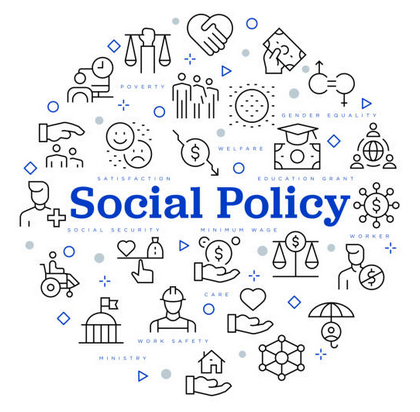 POVERTY
GENDER EQUALITY
WELFARE
SATISFACTION
EDUCATION GRANT
Social Policy
SOCIAL SECURITY
MINIMUM WAGE
WORKER
CARE
WORK SAFETY
MINISTRY